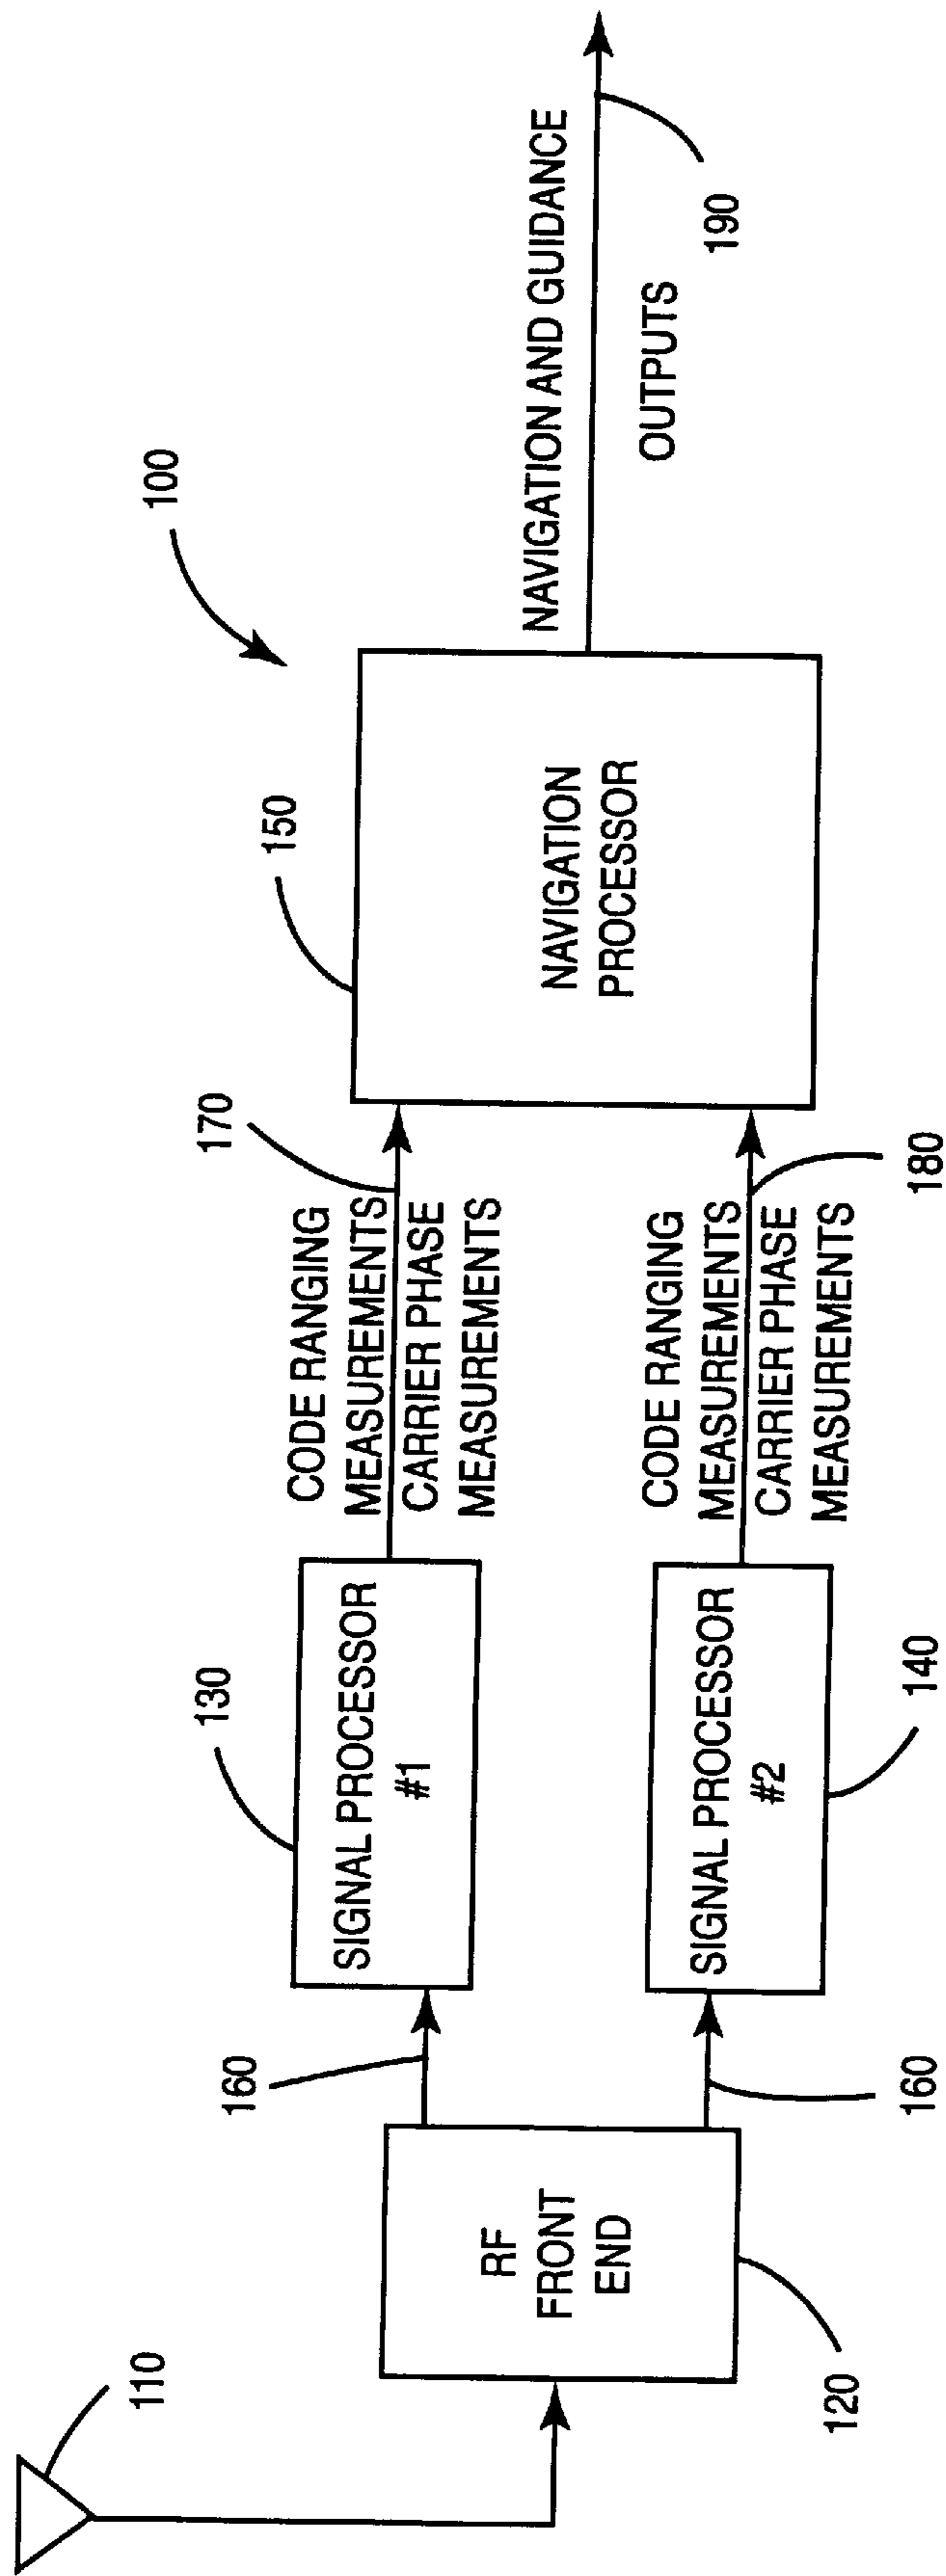 110
RF
FRONT
END
120
160
160
SIGNAL PROCESSOR
#1
130
SIGNAL PROCESSOR
#2
140
CODE RANGING
MEASUREMENTS
CARRIER PHASE
MEASUREMENTS
170
CODE RANGING
MEASUREMENTS
CARRIER PHASE
MEASUREMENTS
180
NAVIGATION
PROCESSOR
150
100
NAVIGATION AND GUIDANCE
OUTPUTS
190